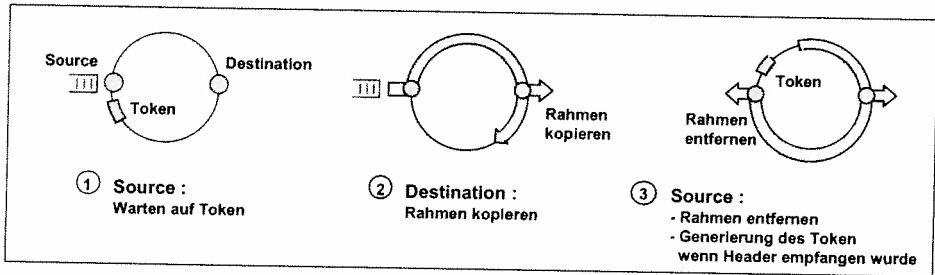 Source
Destination
Token
1 Source :
Warten auf Token
Rahmen
kopieren
2 Destination :
Rahmen kopieren
Token
Rahmen
entfernen
3 Source :
- Rahmen entfernen
- Generierung des Token
wenn Header empfangen wurde